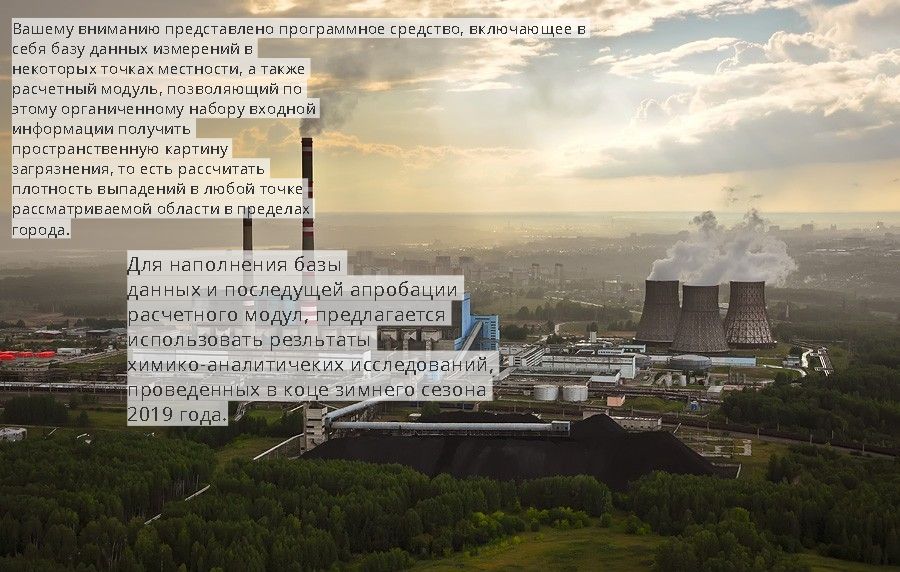 Вашему вниманию представлено программное средство, включающее в
себя базу данных измерений в
некоторых точках местности, а также
расчетный модуль, позволяющий по
этому органиченному набору входной
информации получить
пространственную картину
загрязнения, то есть рассчитать
плотность выпадений в любой точке
рассматриваемой области в пределах
города.
Для наполнения базы
данных и последущей апробации
расчетного модул, предлагается
использовать резльтаты
химико-аналитичеких исследований,
проведенных в коце зимнего сезона
2019 года.